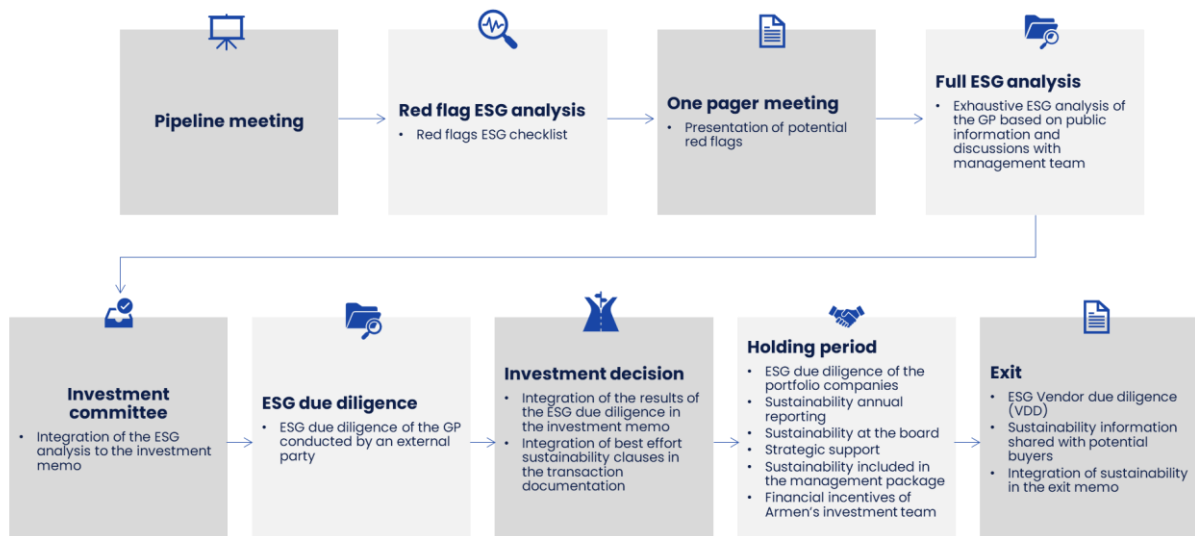 Pipeline meeting
Red flag ESG analysis
• Red flags ESG checklist
One pager meeting
• Presentation of potential
red flags
Full ESG analysis
• Exhaustive ESG analysis of
the GP based on public
information and
discussions with
management team
Investment
committee
• Integration of the ESG
analysis to the investment
memo
ESG due diligence
• ESG due diligence of the GP
conducted by an external
party
Investment decision
• Integration of the results of
the ESG due diligence in
the investment memo
• Integration of best effort
sustainability clauses in
the transaction
documentation
Holding period
• ESG due diligence of the
portfolio companies
• Sustainability annual
reporting
• Sustainability at the board
• Strategic support
• Sustainability included in
the management package
• Financial incentives of
Armen's investment team
Exit
• ESG Vendor due diligence
(VDD)
• Sustainability information
shared with potential
buyers
• Integration of sustainability
in the exit memo